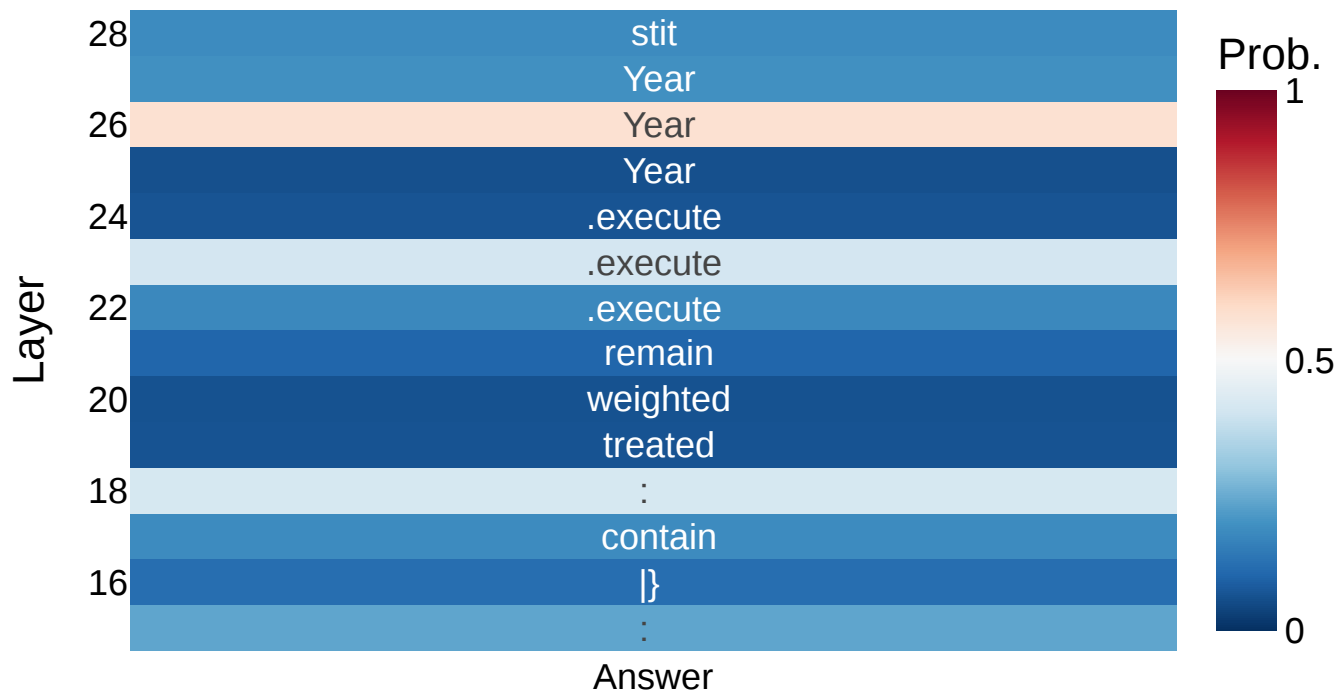 28 stit
Year
26 Year
Year
24 .execute
.execute
22 .execute
remain
20 weighted
treated
18 :
contain
16 |}
:
Answer
Layer
Prob.
1
0.5
0